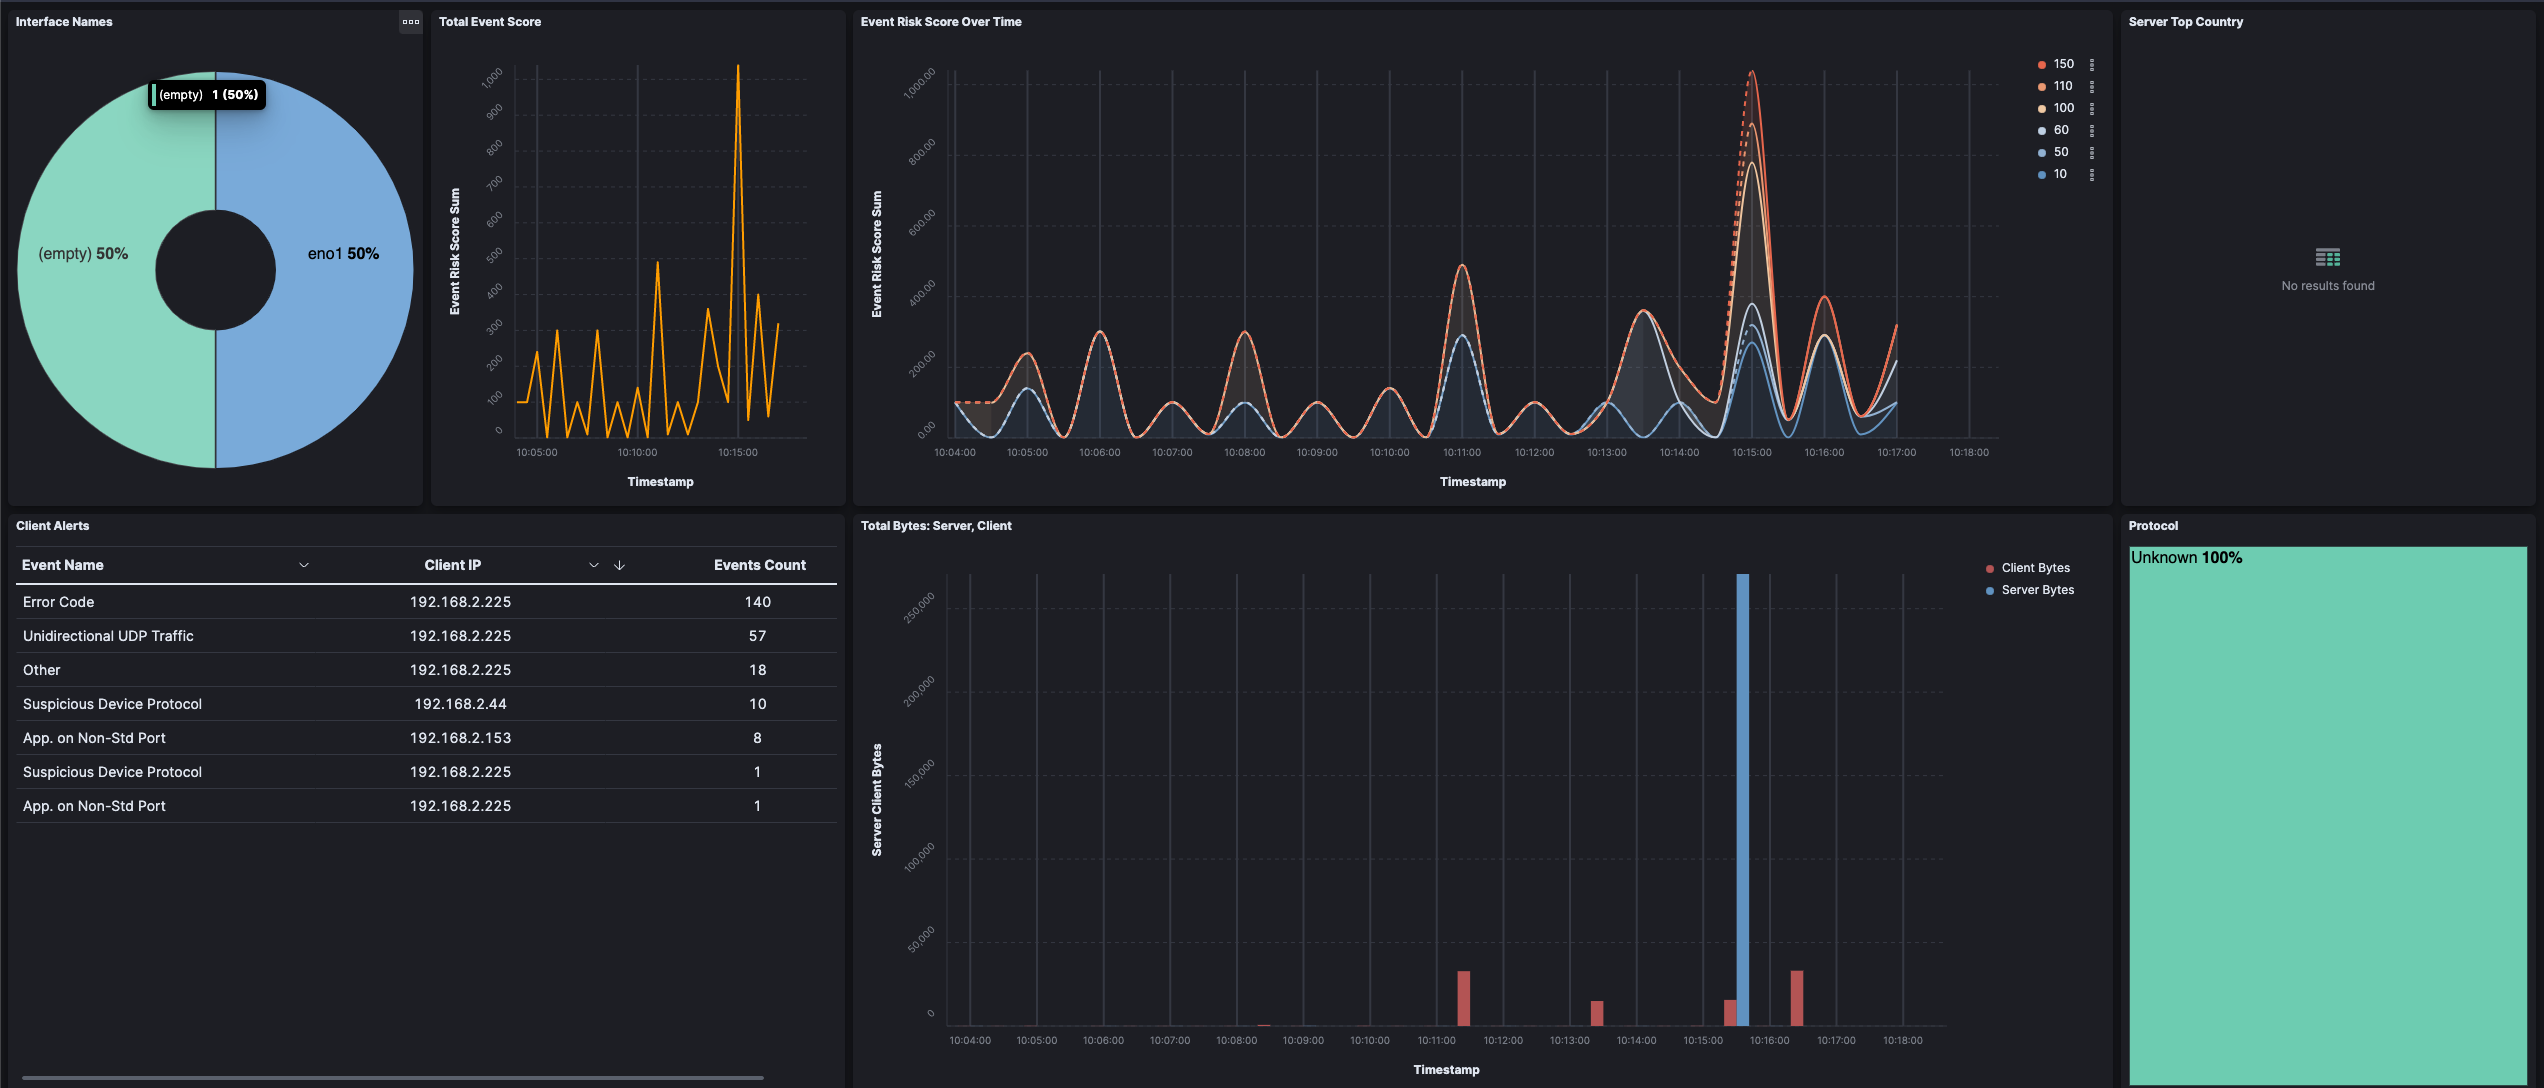 Interface Names
(empty) 1 (50%)
(empty) 50%
eno1 50%
Total Event Score
Event Risk Score Sum
1,000
900
800
700
600
500
400
300
200
100
0
10:05:00 10:10:00 10:15:00
Timestamp
Event Risk Score Over Time
Event Risk Score Sum
1,000.00
800.00
600.00
400.00
200.00
0.00
10:04:00 10:05:00 10:06:00 10:07:00 10:08:00 10:09:00 10:10:00 10:11:00 10:12:00 10:13:00 10:14:00 10:15:00 10:16:00 10:17:00 10:18:00
Timestamp
150
110
100
60
50
10
Server Top Country
No results found
Client Alerts
Event Name Client IP Events Count
Error Code 192.168.2.225 140
Unidirectional UDP Traffic 192.168.2.225 57
Other 192.168.2.225 18
Suspicious Device Protocol 192.168.2.44 10
App. on Non-Std Port 192.168.2.153 8
Suspicious Device Protocol 192.168.2.225 1
App. on Non-Std Port 192.168.2.225 1
Total Bytes: Server, Client
Server Client Bytes
250,000
200,000
150,000
100,000
50,000
0
10:04:00 10:05:00 10:06:00 10:07:00 10:08:00 10:09:00 10:10:00 10:11:00 10:12:00 10:13:00 10:14:00 10:15:00 10:16:00 10:17:00 10:18:00
Timestamp
Client Bytes
Server Bytes
Protocol
Unknown 100%